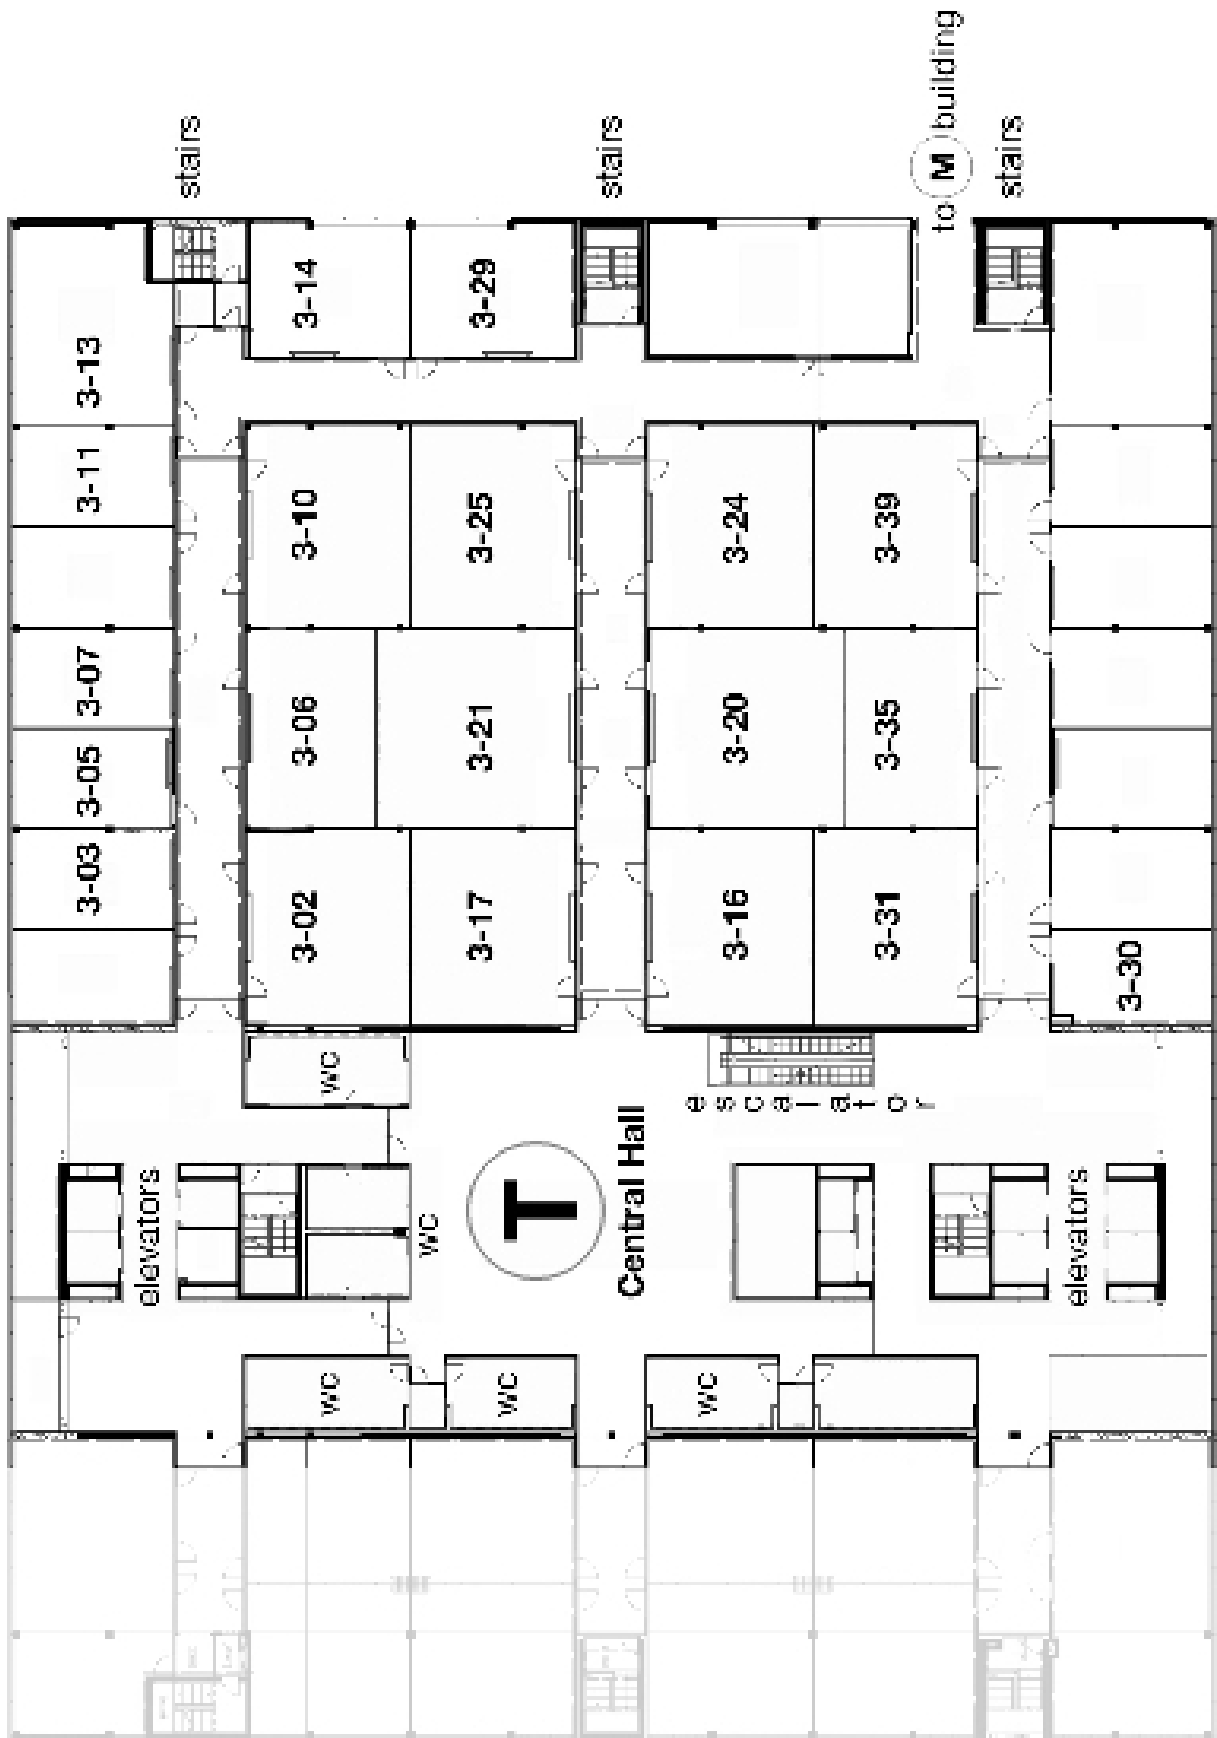 to M building
stairs
stairs
stairs
3-14
3-29
3-13
3-11
3-10
3-25
3-24
3-39
3-07
3-06
3-21
3-20
3-35
3-05
3-03
3-02
3-17
3-16
3-31
3-30
wc
escalator
T
Central Hall
elevators
wc
elevators
wc
wc
wc